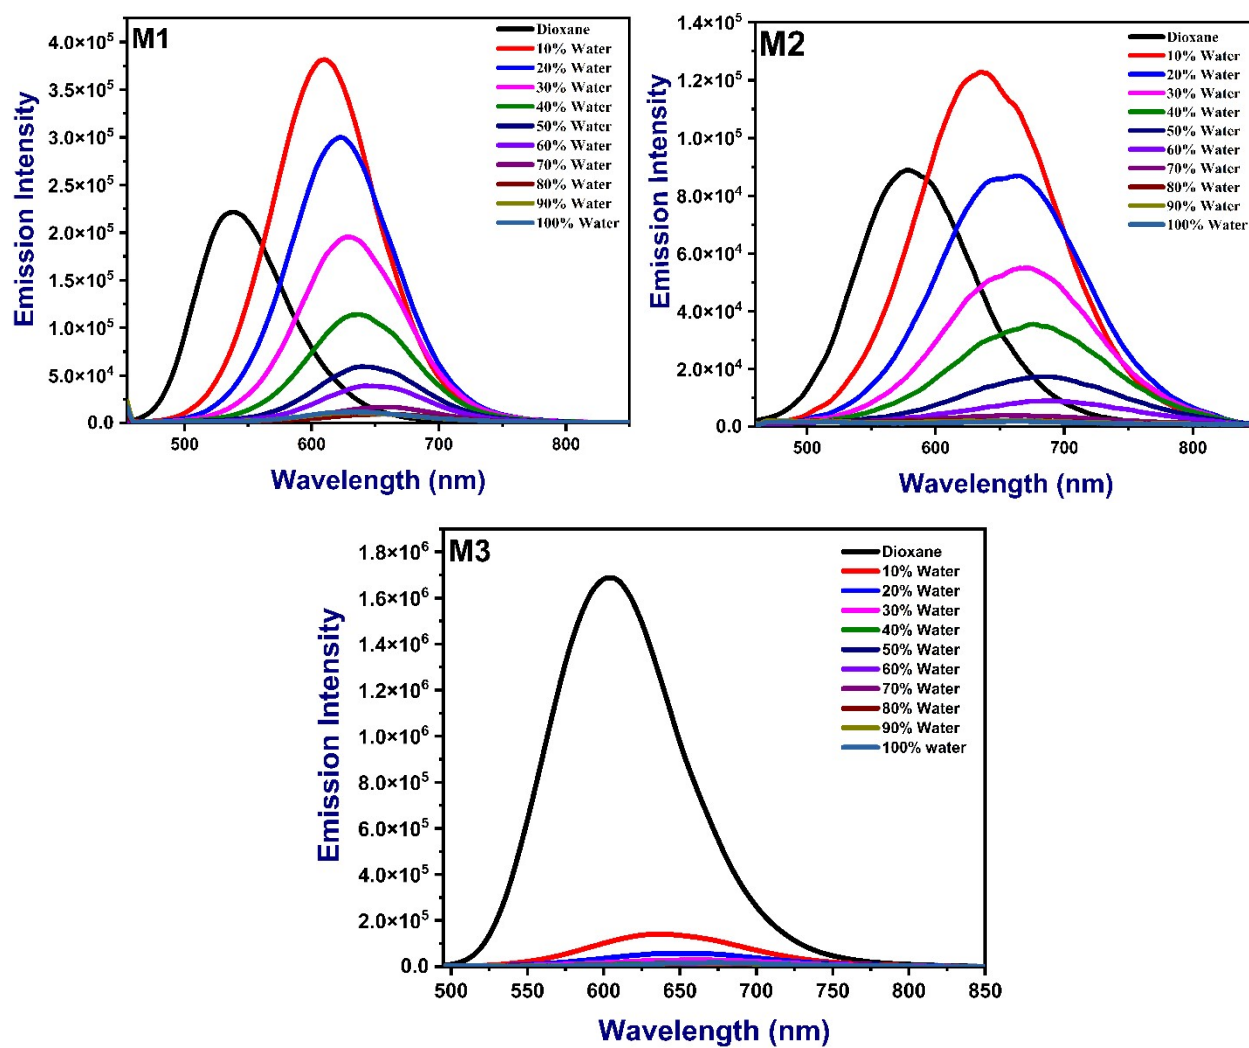 M1
Emission Intensity
4.0×10⁵
3.5×10⁵
3.0×10⁵
2.5×10⁵
2.0×10⁵
1.5×10⁵
1.0×10⁵
5.0×10⁴
0.0
500
600
700
800
Wavelength (nm)
Dioxane
10% Water
20% Water
30% Water
40% Water
50% Water
60% Water
70% Water
80% Water
90% Water
100% Water
M2
Emission Intensity
1.4×10⁵
1.2×10⁵
1.0×10⁵
8.0×10⁴
6.0×10⁴
4.0×10⁴
2.0×10⁴
0.0
500
600
700
800
Wavelength (nm)
Dioxane
10% Water
20% Water
30% Water
40% Water
50% Water
60% Water
70% Water
80% Water
90% Water
100% Water
M3
Emission Intensity
1.8×10⁶
1.6×10⁶
1.4×10⁶
1.2×10⁶
1.0×10⁶
8.0×10⁵
6.0×10⁵
4.0×10⁵
2.0×10⁵
0.0
500
550
600
650
700
750
800
850
Wavelength (nm)
Dioxane
10% Water
20% Water
30% Water
40% Water
50% Water
60% Water
70% Water
80% Water
90% Water
100% water